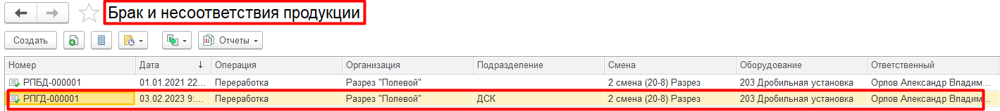 Брак и несоответствия продукции
Создать Отчеты
Номер Дата ↓ Операция Организация Подразделение Смена Оборудование Ответственный
РПБД-000001 01.01.2021 22... Переработка Разрез "Полевой" 2 смена (20-8) Разрез 203 Дробильная установка Орлов Александр Владим...
РПГД-000001 03.02.2023 9:... Переработка Разрез "Полевой" ДСК 2 смена (20-8) Разрез 203 Дробильная установка Орлов Александр Владим...